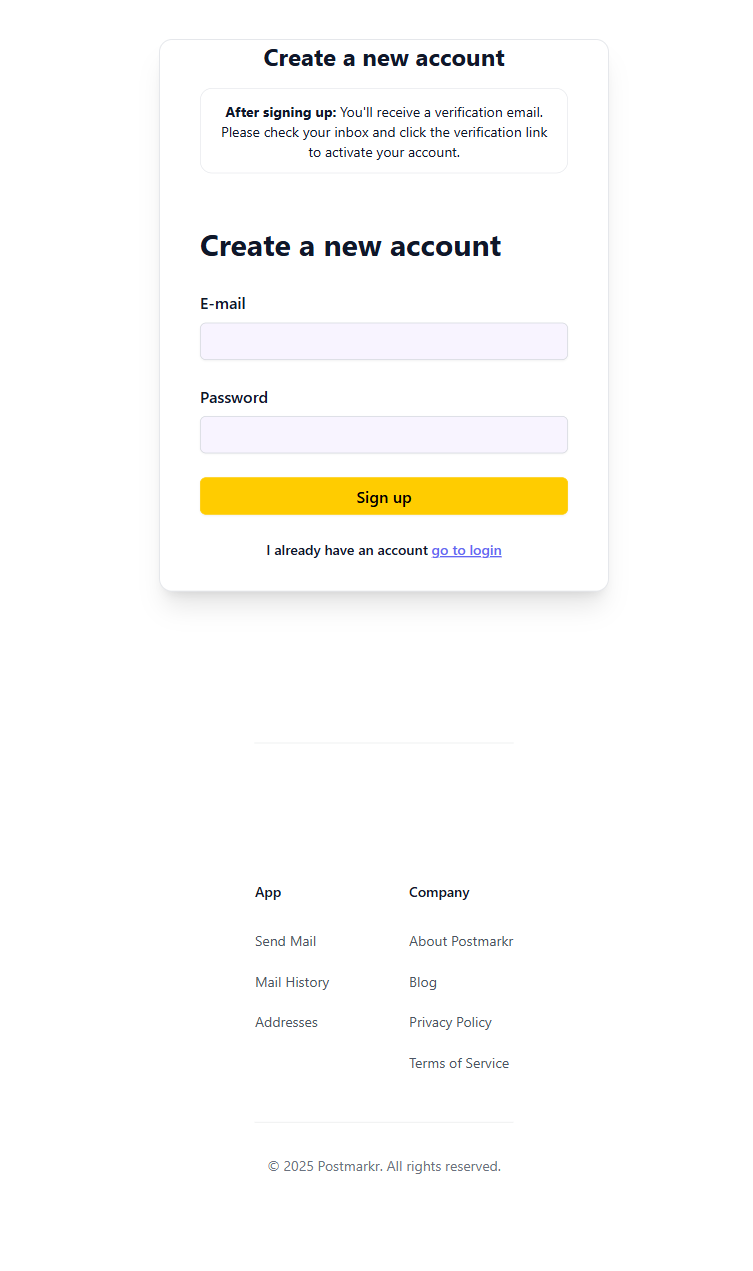 Create a new account
After signing up: You'll receive a verification email.
Please check your inbox and click the verification link
to activate your account.
Create a new account
E-mail
Password
Sign up
I already have an account go to login
App
Send Mail
Mail History
Addresses
Company
About Postmarkr
Blog
Privacy Policy
Terms of Service
© 2025 Postmarkr. All rights reserved.